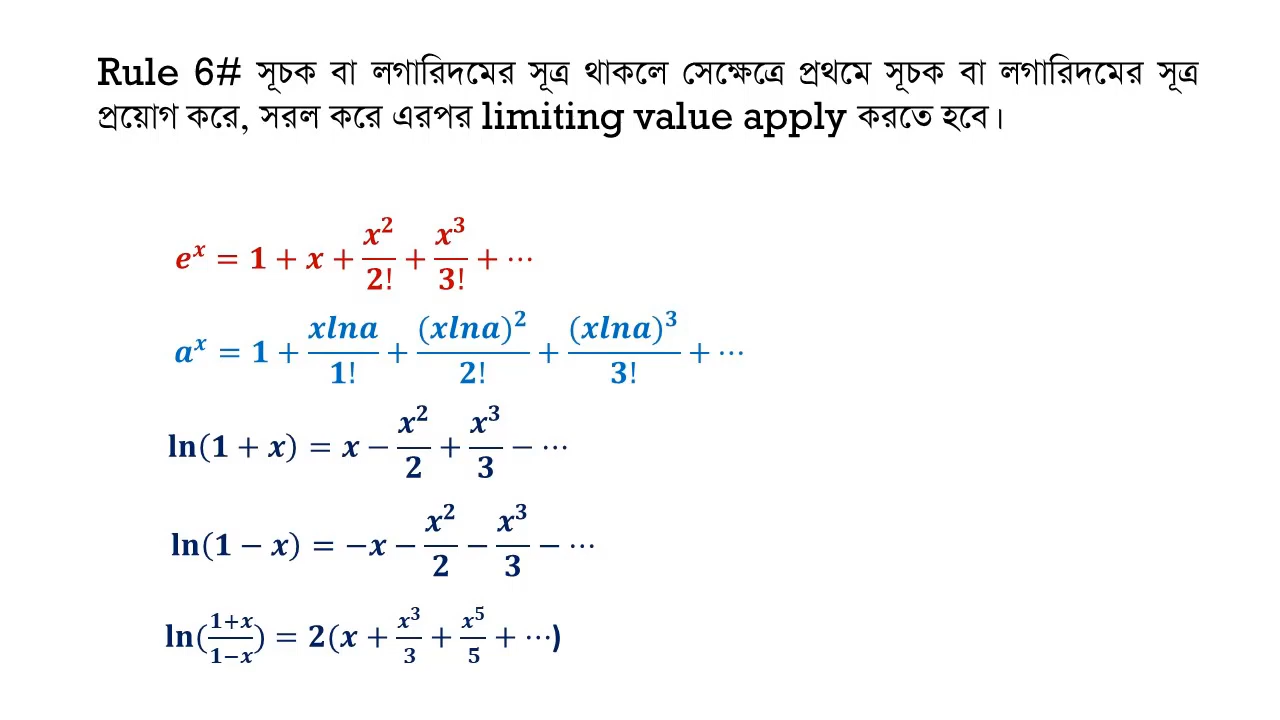 Rule 6# সূচক বা লগারিদমের সূত্র থাকলে সেক্ষেত্রে প্রথমে সূচক বা লগারিদমের সূত্র
প্রয়োগ করে, সরল করে এরপর limiting value apply করতে হবে।
e^x = 1 + x + x^2/2! + x^3/3! + ⋯
a^x = 1 + xlna/1! + (xlna)^2/2! + (xlna)^3/3! + ⋯
ln(1 + x) = x − x^2/2 + x^3/3 − ⋯
ln(1 − x) = −x − x^2/2 − x^3/3 − ⋯
ln(1+x/1−x) = 2(x + x^3/3 + x^5/5 + ⋯)